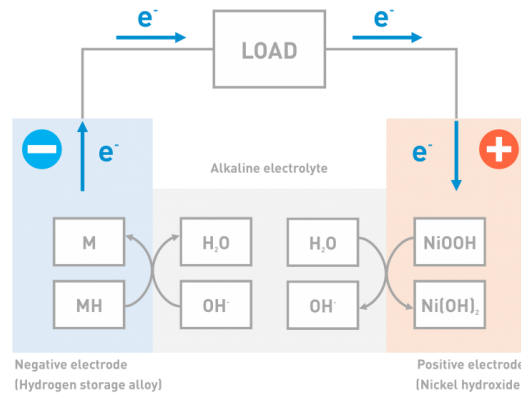 e⁻ e⁻
LOAD
e⁻ e⁻
Alkaline electrolyte
M H₂O H₂O NiOOH
MH OH⁻ OH⁻ Ni(OH)₂
Negative electrode
(Hydrogen storage alloy)
Positive electrode
(Nickel hydroxide